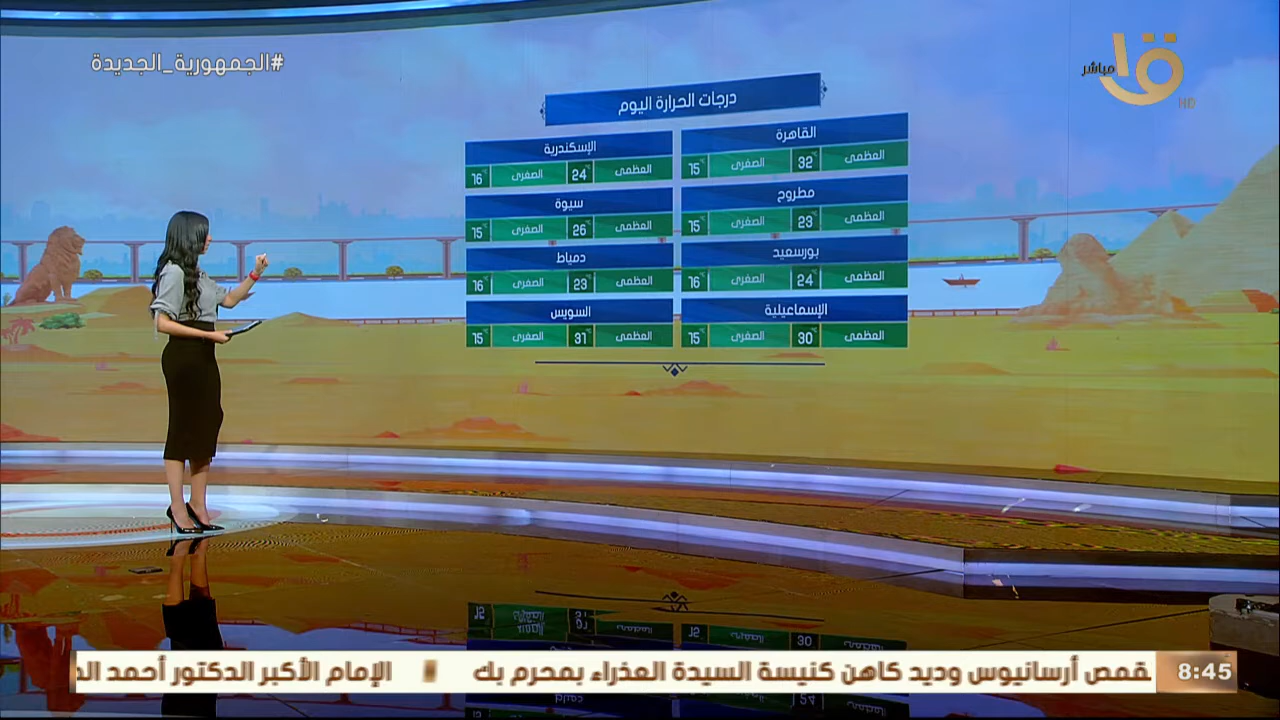 #الجمهورية_الجديدة
مباشر
HD
درجات الحرارة اليوم
القاهرة
العظمى 32 الصغرى 15
الإسكندرية
العظمى 24 الصغرى 16
مطروح
العظمى 23 الصغرى 15
سيوة
العظمى 26 الصغرى 15
بورسعيد
العظمى 24 الصغرى 16
دمياط
العظمى 23 الصغرى 16
الإسماعيلية
العظمى 30 الصغرى 15
السويس
العظمى 31 الصغرى 15
8:45
أرسانيوس وديد كاهن كنيسة السيدة العذراء بمحرم بك
الإمام الأكبر الدكتور أحمد